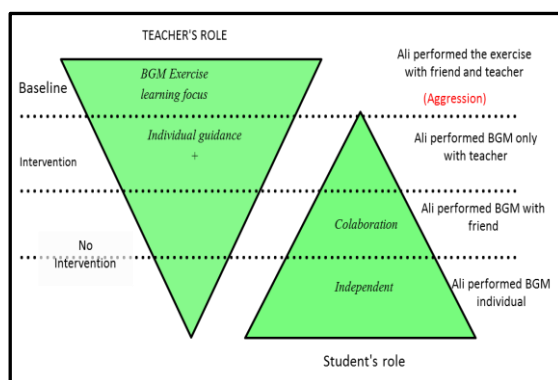 TEACHER'S ROLE
Baseline
BGM Exercise
learning focus
Ali performed the exercise
with friend and teacher
(Aggression)
Intervention
Individual guidance
+
Ali performed BGM only
with teacher
Colaboration
Ali performed BGM with
friend
No
Intervention
Independent
Ali performed BGM
individual
Student's role